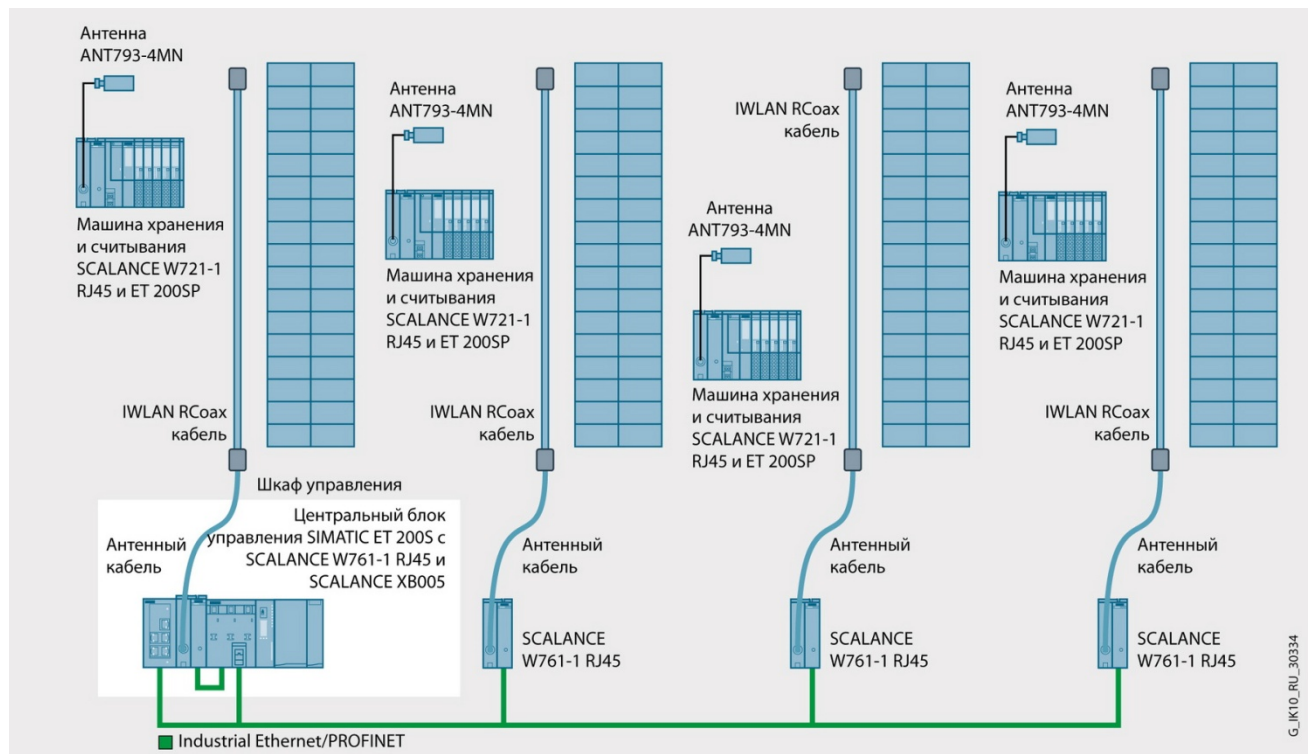 Антенна
ANT793-4MN
Машина хранения
и считывания
SCALANCE W721-1
RJ45 и ET 200SP
IWLAN RCoax
кабель
Антенна
ANT793-4MN
Машина хранения
и считывания
SCALANCE W721-1
RJ45 и ET 200SP
IWLAN RCoax
кабель
IWLAN RCoax
кабель
Антенна
ANT793-4MN
Машина хранения
и считывания
SCALANCE W721-1
RJ45 и ET 200SP
Антенна
ANT793-4MN
Машина хранения
и считывания
SCALANCE W721-1
RJ45 и ET 200SP
IWLAN RCoax
кабель
Шкаф управления
Центральный блок
управления SIMATIC ET 200S с
SCALANCE W761-1 RJ45 и
SCALANCE XB005
Антенный
кабель
Антенный
кабель
SCALANCE
W761-1 RJ45
Антенный
кабель
SCALANCE
W761-1 RJ45
Антенный
кабель
SCALANCE
W761-1 RJ45
Industrial Ethernet/PROFINET
G_IK10_RU_30334